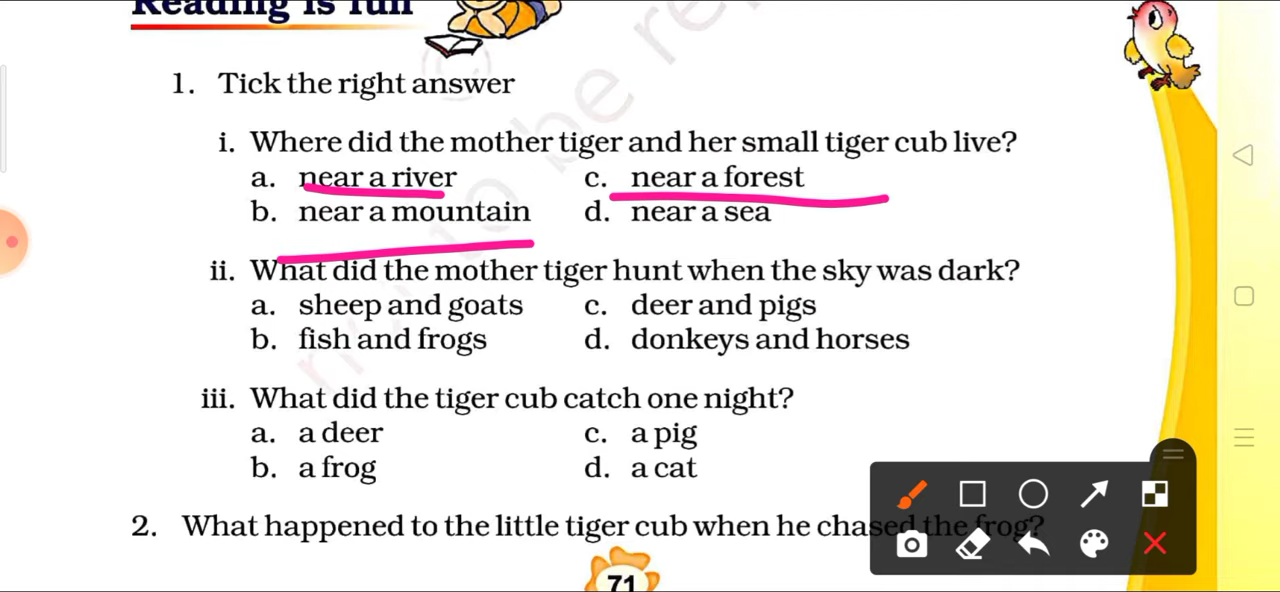 Reading is fun
1. Tick the right answer
i. Where did the mother tiger and her small tiger cub live?
a. near a river c. near a forest
b. near a mountain d. near a sea
ii. What did the mother tiger hunt when the sky was dark?
a. sheep and goats c. deer and pigs
b. fish and frogs d. donkeys and horses
iii. What did the tiger cub catch one night?
a. a deer c. a pig
b. a frog d. a cat
2. What happened to the little tiger cub when he chased the frog?
71
be re